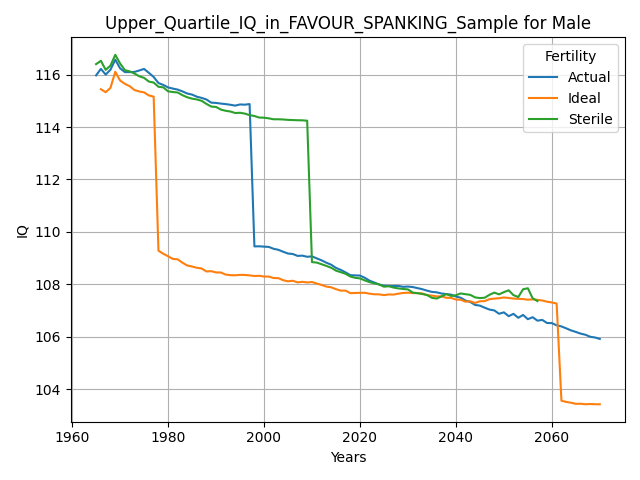 Upper_Quartile_IQ_in_FAVOUR_SPANKING_Sample for Male
Fertility
Actual
Ideal
Sterile
116
114
112
110
108
106
104
IQ
1960
1980
2000
2020
2040
2060
Years